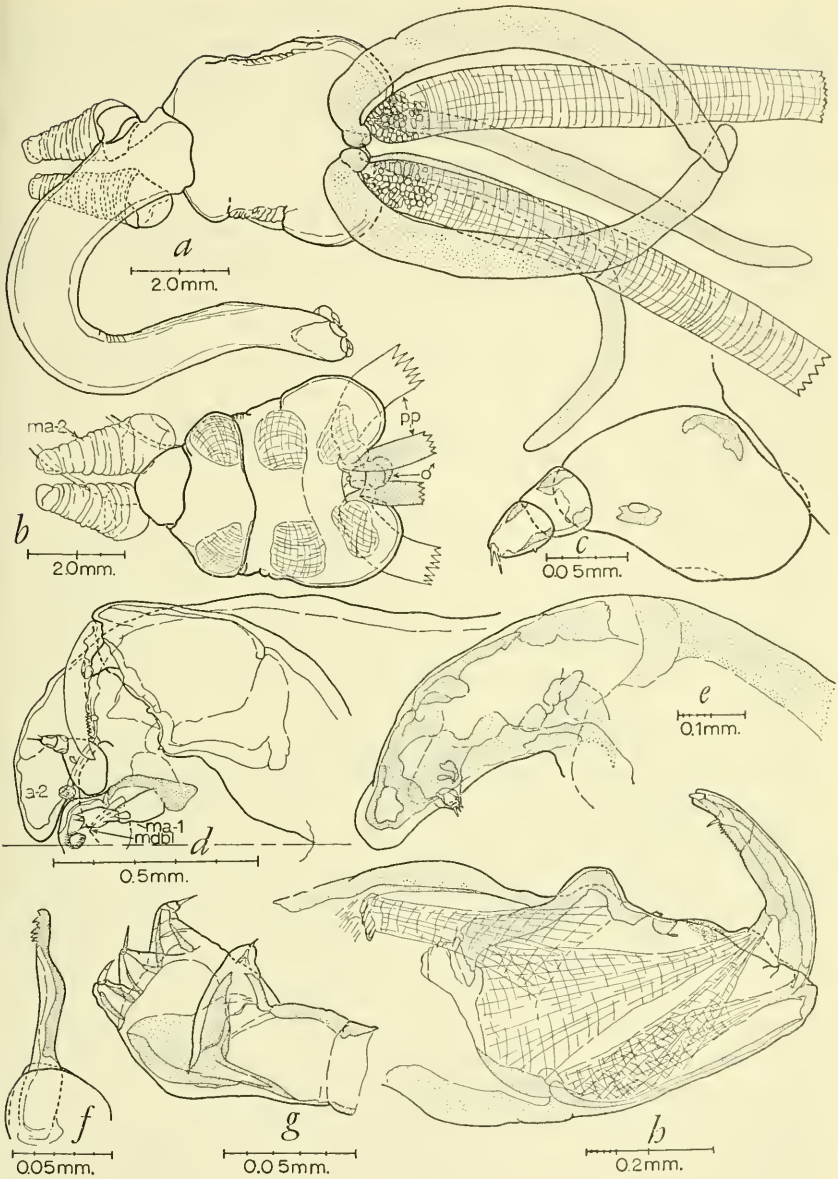 a
2.0mm.
ma-2
pp
♂
b
2.0mm.
c
0.05mm.
e
0.1mm.
a-2
ma-1
mdbl
d
0.5mm.
f
0.05mm.
g
0.05mm.
h
0.2mm.